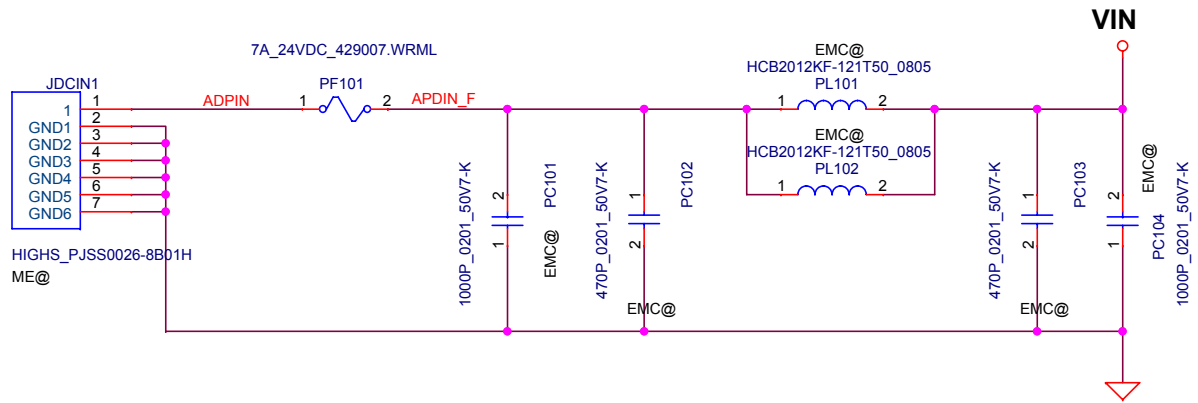 VIN
7A_24VDC_429007.WRML
EMC@
HCB2012KF-121T50_0805
JDCIN1
PF101
PL101
1
1
ADPIN
1
2
APDIN_F
1
2
GND1
2
GND2
3
GND3
4
GND4
5
GND5
6
GND6
7
HIGHS_PJSS0026-8B01H
ME@
EMC@
HCB2012KF-121T50_0805
PL102
1
2
1000P_0201_50V7-K
2
1
PC101
EMC@
470P_0201_50V7-K
1
2
PC102
EMC@
470P_0201_50V7-K
1
2
PC103
EMC@
2
1
EMC@
PC104
1000P_0201_50V7-K